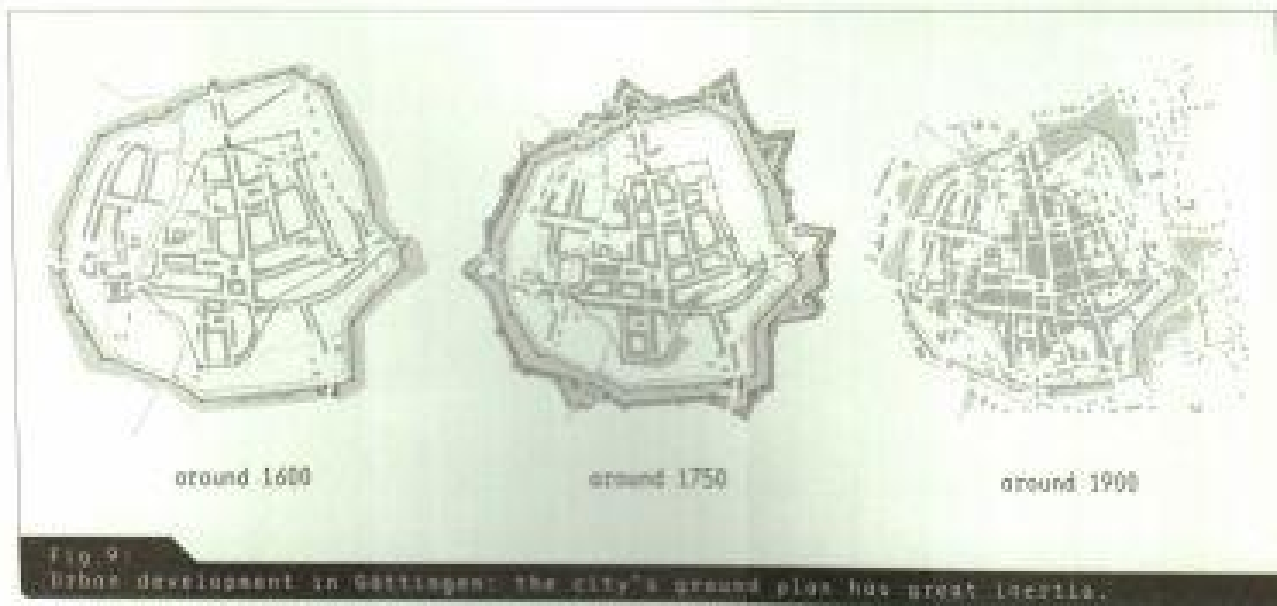 around 1600
around 1750
around 1900
Fig.9:
Urban development in Göttingen: the city's ground plan has great inertia.